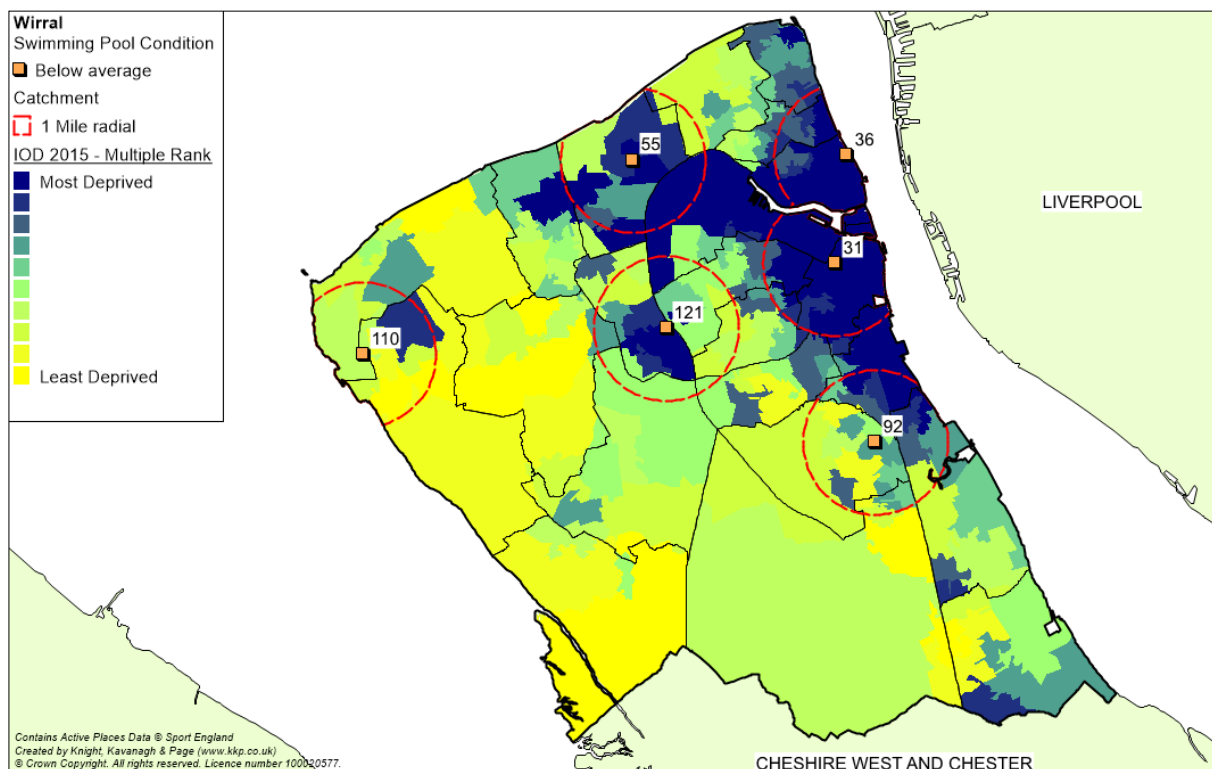 Wirral
Swimming Pool Condition
Below average
Catchment
1 Mile radial
IOD 2015 - Multiple Rank
Most Deprived
Least Deprived
55
36
LIVERPOOL
31
121
110
92
Contains Active Places Data © Sport England
Created by Knight, Kavanagh & Page (www.kkp.co.uk)
© Crown Copyright. All rights reserved. Licence number 100020577.
CHESHIRE WEST AND CHESTER